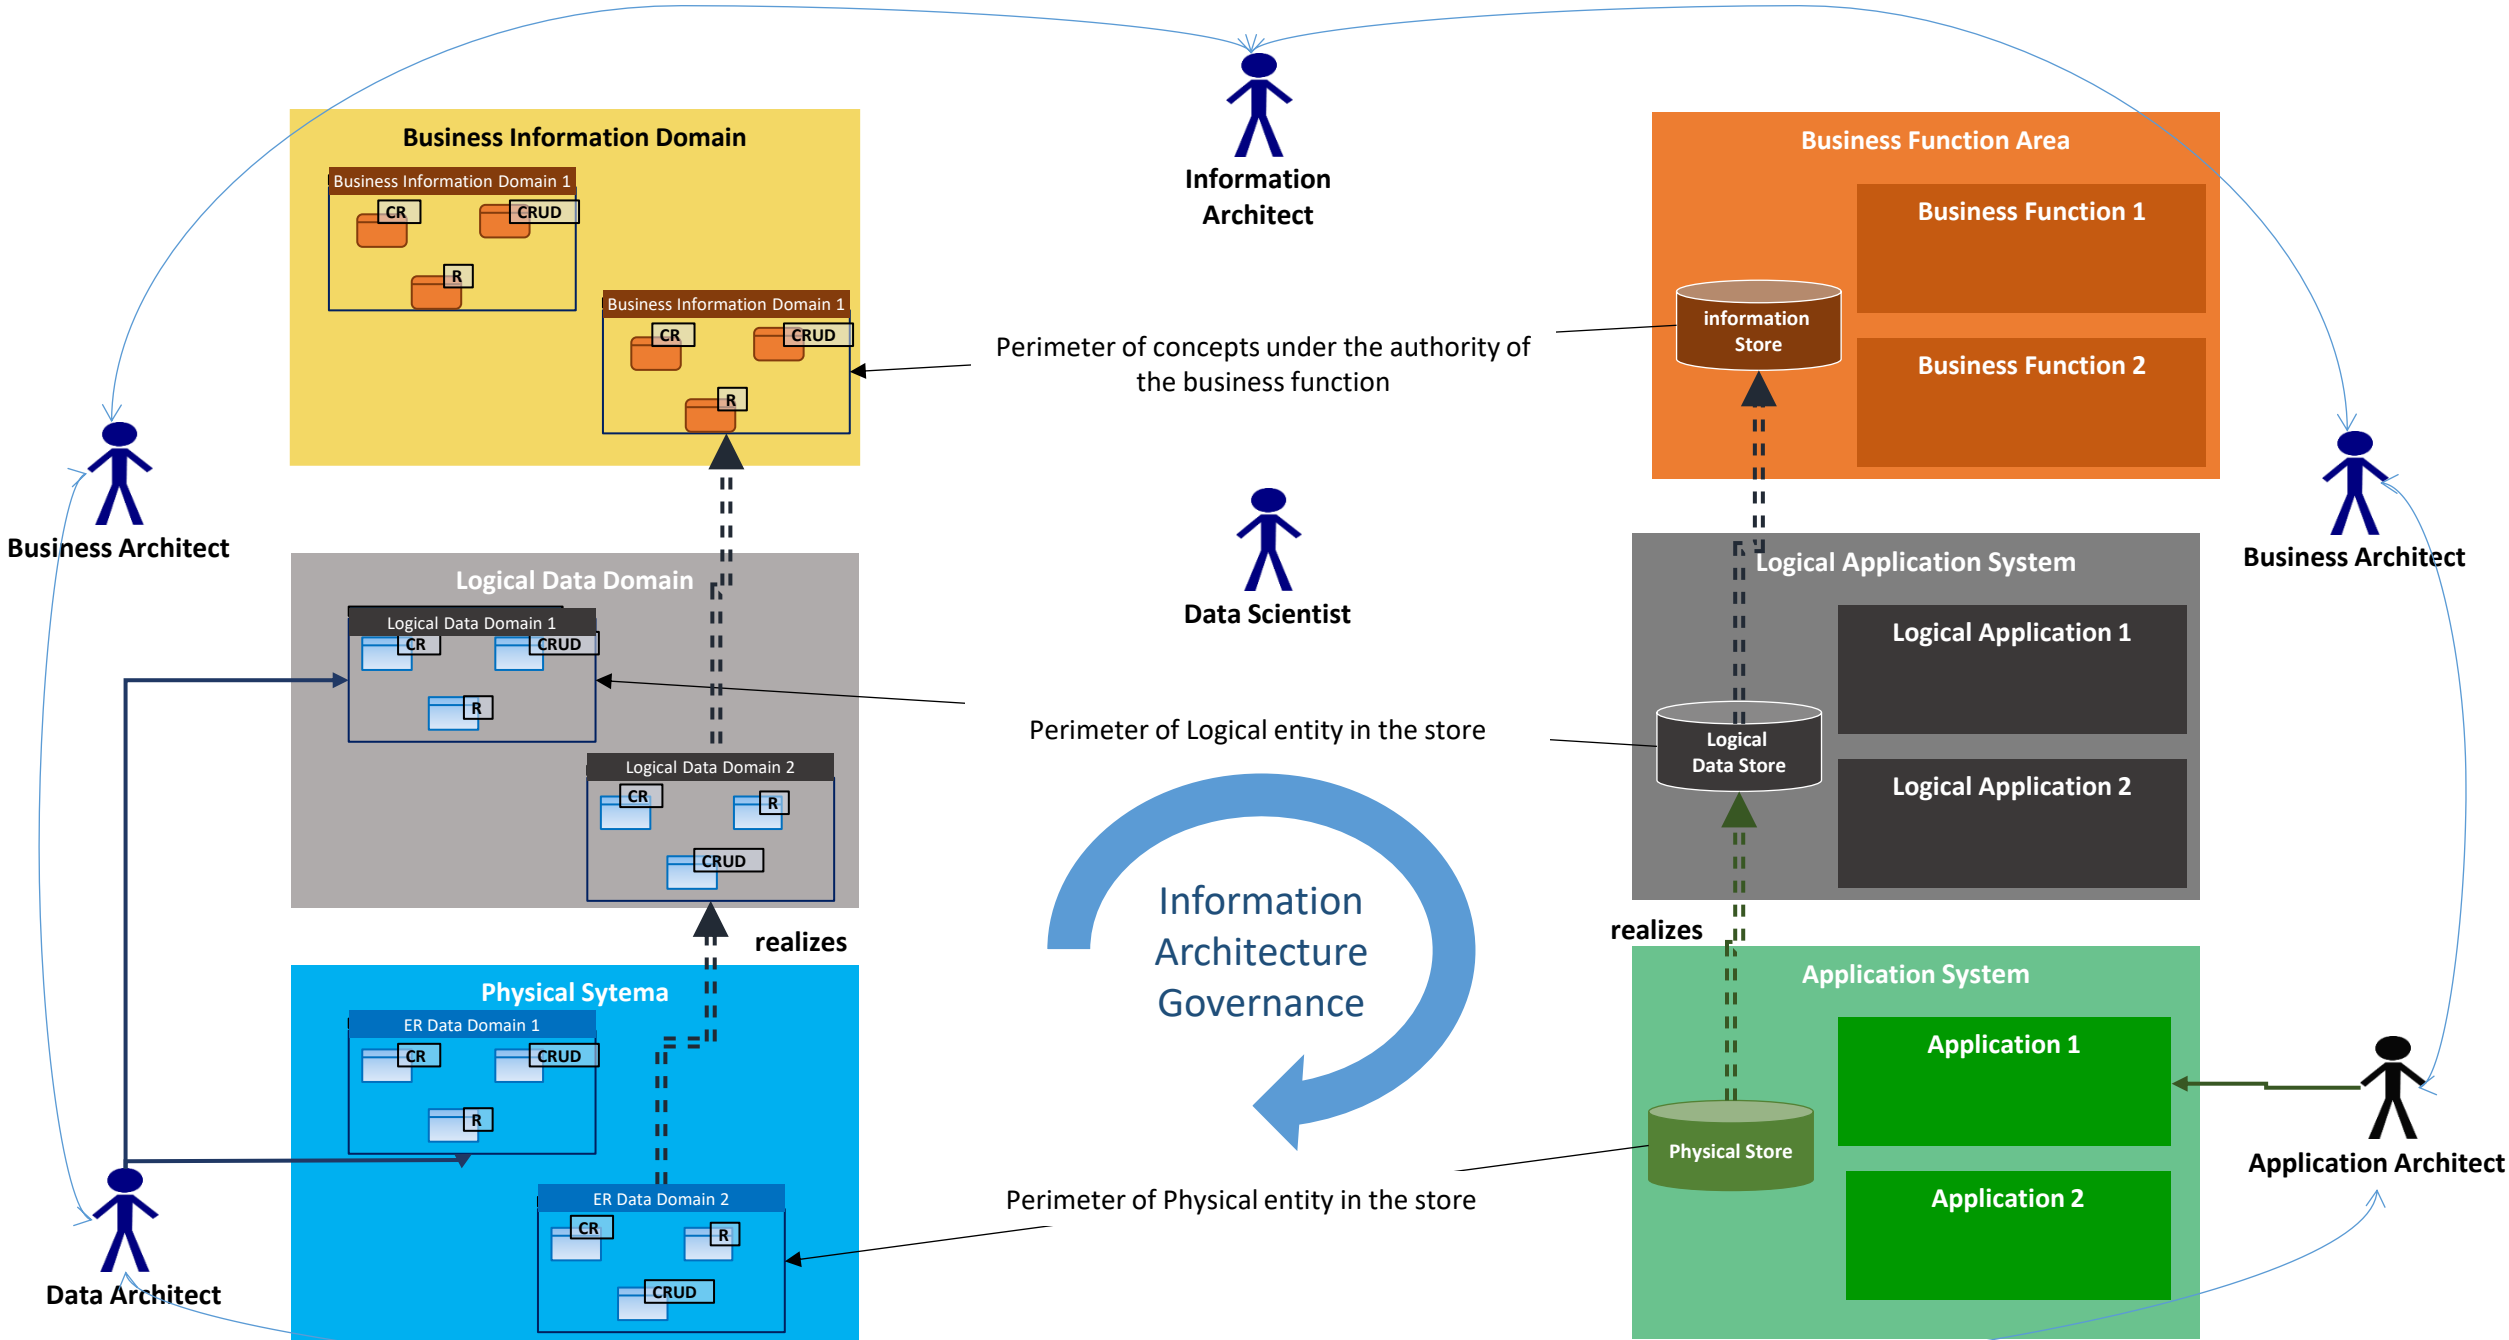 Information
Architect
Business Information Domain
Business Information Domain 1
CR
CRUD
R
Business Information Domain 1
CR
CRUD
R
Business Function Area
Business Function 1
Business Function 2
information
Store
Perimeter of concepts under the authority of
the business function
Business Architect
Data Scientist
Business Architect
Logical Data Domain
Logical Data Domain 1
CR
CRUD
R
Logical Data Domain 2
CR
R
CRUD
Logical Application System
Logical Application 1
Logical Application 2
Logical
Data Store
Perimeter of Logical entity in the store
Information
Architecture
Governance
realizes
realizes
Physical Sytema
ER Data Domain 1
CR
CRUD
R
ER Data Domain 2
CR
R
CRUD
Application System
Application 1
Application 2
Physical Store
Perimeter of Physical entity in the store
Data Architect
Application Architect